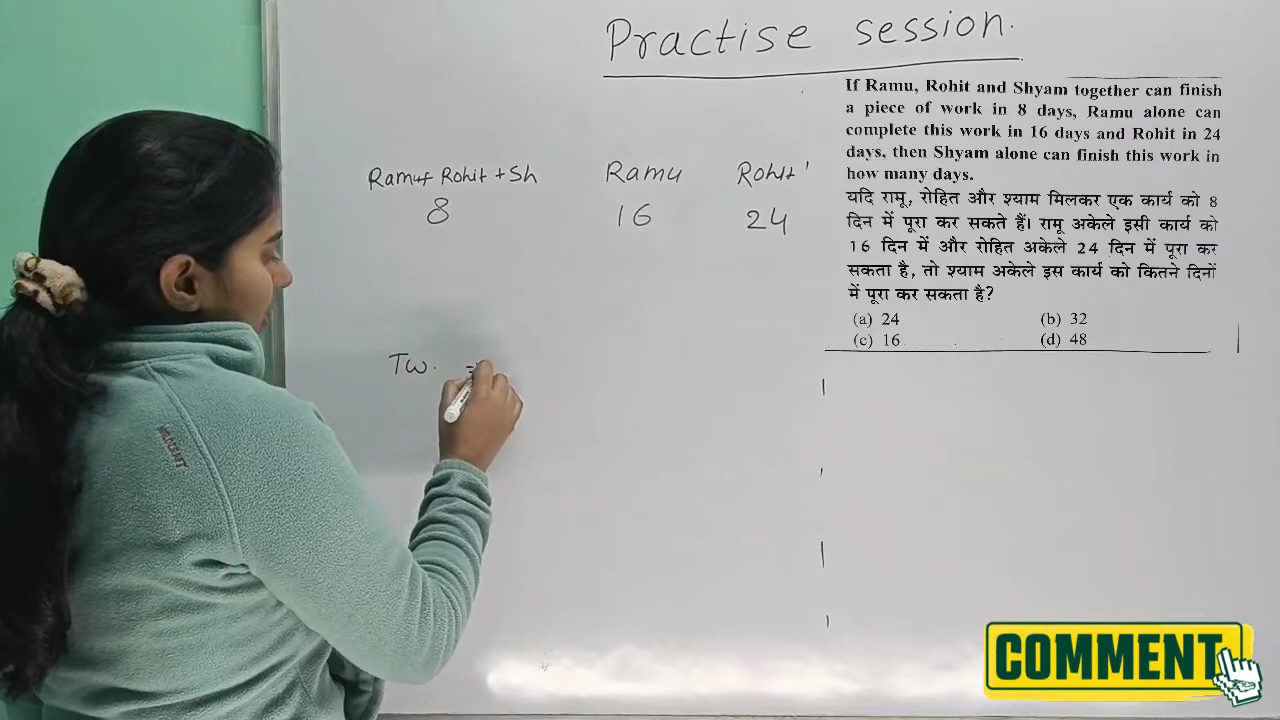 Practise session.
If Ramu, Rohit and Shyam together can finish
a piece of work in 8 days, Ramu alone can
complete this work in 16 days and Rohit in 24
days, then Shyam alone can finish this work in
how many days.
यदि रामू, रोहित और श्याम मिलकर एक कार्य को 8
दिन में पूरा कर सकते हैं। रामू अकेले इसी कार्य को
16 दिन में और रोहित अकेले 24 दिन में पूरा कर
सकता है, तो श्याम अकेले इस कार्य को कितने दिनों
में पूरा कर सकता है?
(a) 24 (b) 32
(c) 16 (d) 48
Ramu+ Rohit + Sh Ramu Rohit
8 16 24
TW. =
WILDCRAFT
COMMENT